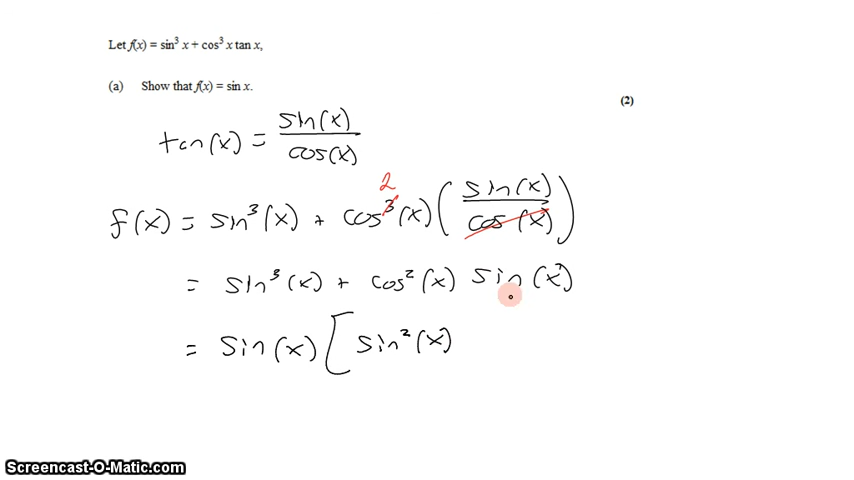 Let f(x) = sin³ x + cos³ x tan x,
(a) Show that f(x) = sin x.
(2)
tan(x) = sin(x) / cos(x)
2
f(x) = sin³(x) + cos³(x) ( sin(x) / cos(x) )
= sin³(x) + cos²(x) sin(x)
= sin(x) [ sin²(x)
Screencast-O-Matic.com